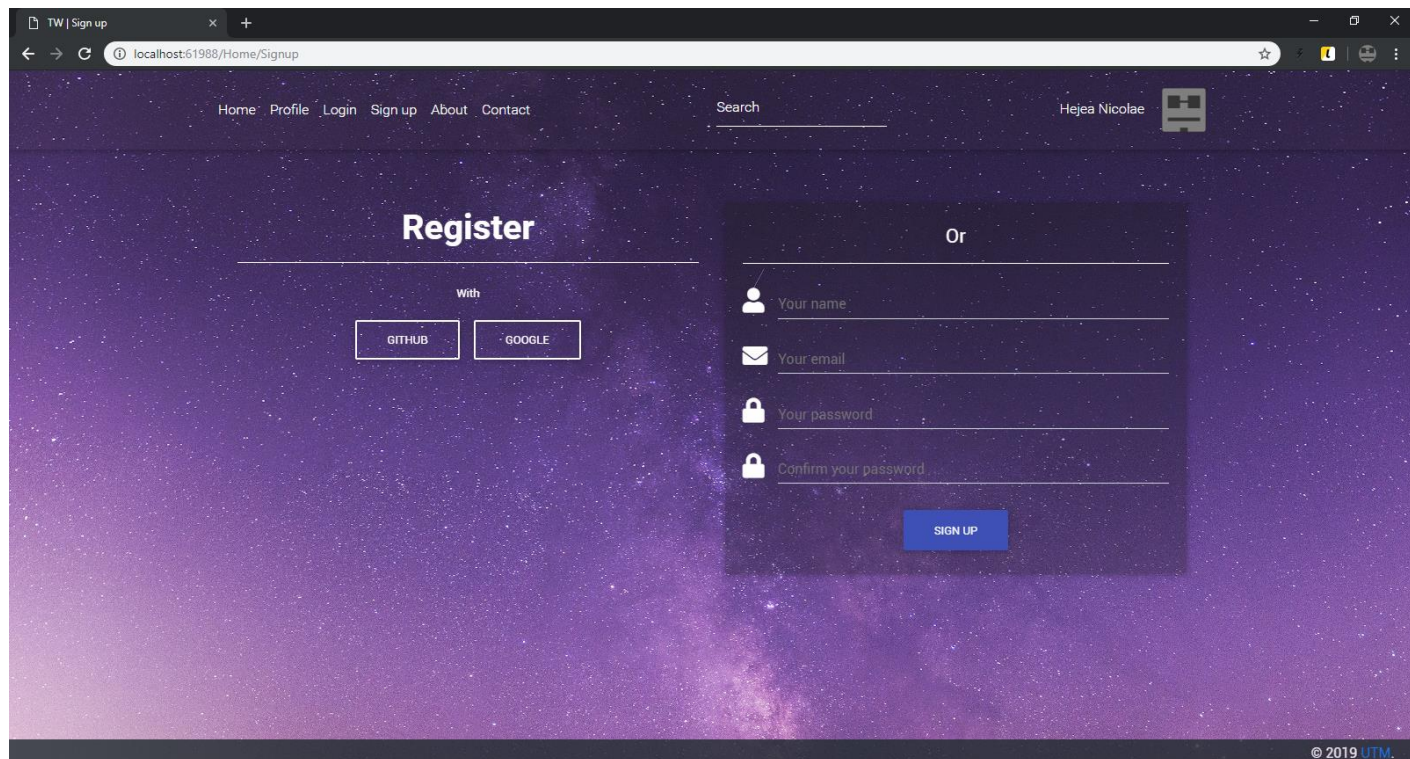 TW | Sign up
localhost:61988/Home/Signup
Home Profile Login Sign up About Contact Search Hejea Nicolae
Register
With
GITHUB GOOGLE
Or
Your name
Your email
Your password
Confirm your password
SIGN UP
© 2019 UTM.